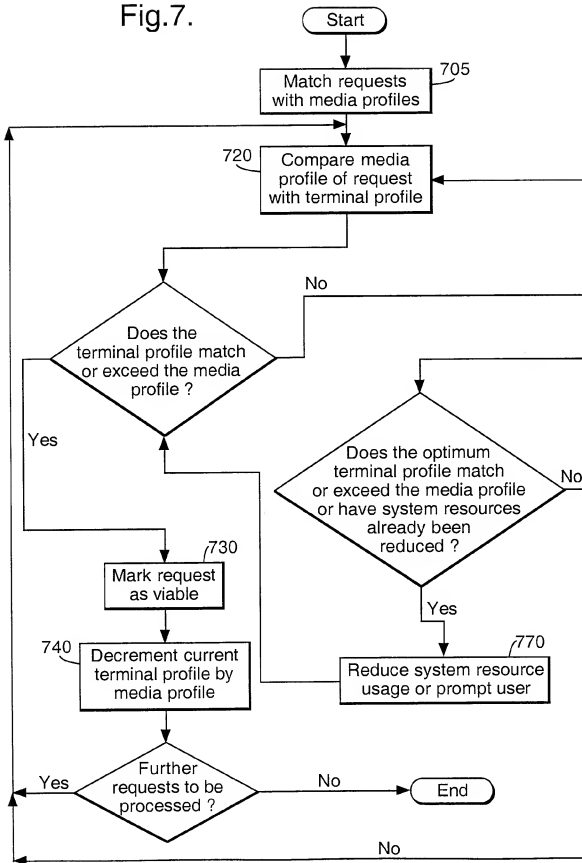 Fig.7.
Start
705
Match requests
with media profiles
720
Compare media
profile of request
with terminal profile
No
Does the
terminal profile match
or exceed the media
profile ?
Yes
Does the optimum
terminal profile match
or exceed the media profile
or have system resources
already been
reduced ?
No
730
Mark request
as viable
Yes
740
Decrement current
terminal profile by
media profile
770
Reduce system resource
usage or prompt user
Further
requests to be
processed ?
Yes
No
End
No